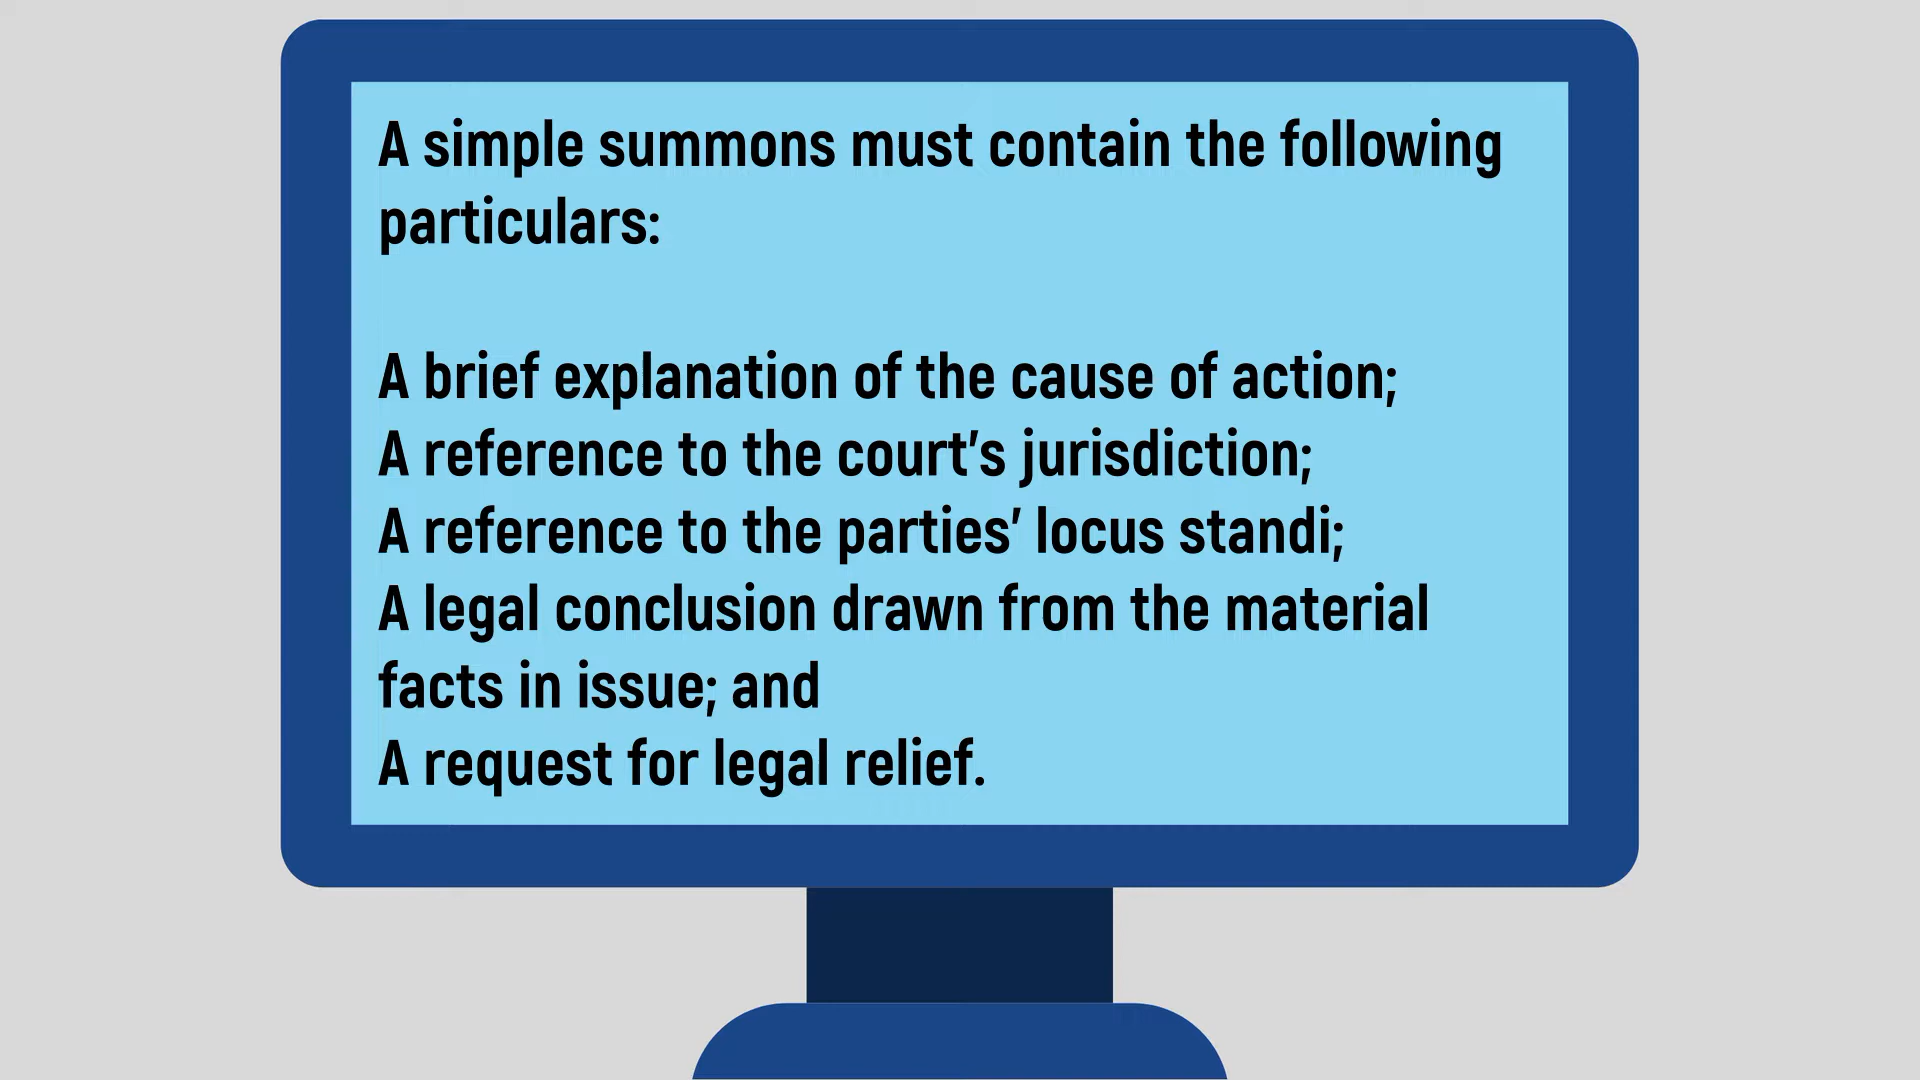 A simple summons must contain the following
particulars:
A brief explanation of the cause of action;
A reference to the court's jurisdiction;
A reference to the parties' locus standi;
A legal conclusion drawn from the material
facts in issue; and
A request for legal relief.